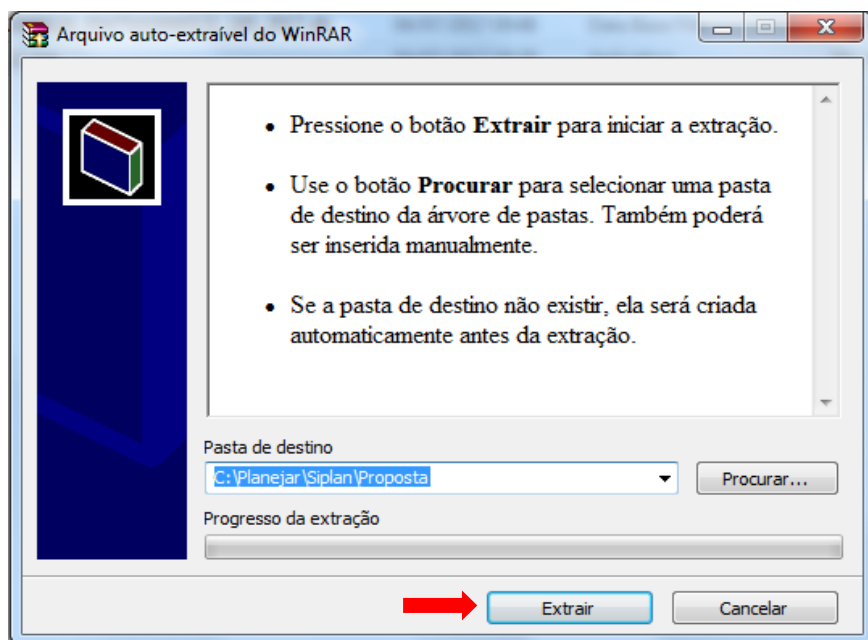 Arquivo auto-extraível do WinRAR
• Pressione o botão Extrair para iniciar a extração.
• Use o botão Procurar para selecionar uma pasta
de destino da árvore de pastas. Também poderá
ser inserida manualmente.
• Se a pasta de destino não existir, ela será criada
automaticamente antes da extração.
Pasta de destino
C:\Planejar\Siplan\Proposta
Procurar...
Progresso da extração
Extrair
Cancelar